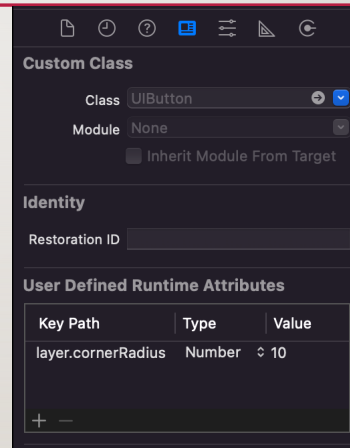 Custom Class
Class UIButton
Module None
Inherit Module From Target
Identity
Restoration ID
User Defined Runtime Attributes
Key Path Type Value
layer.cornerRadius Number 10